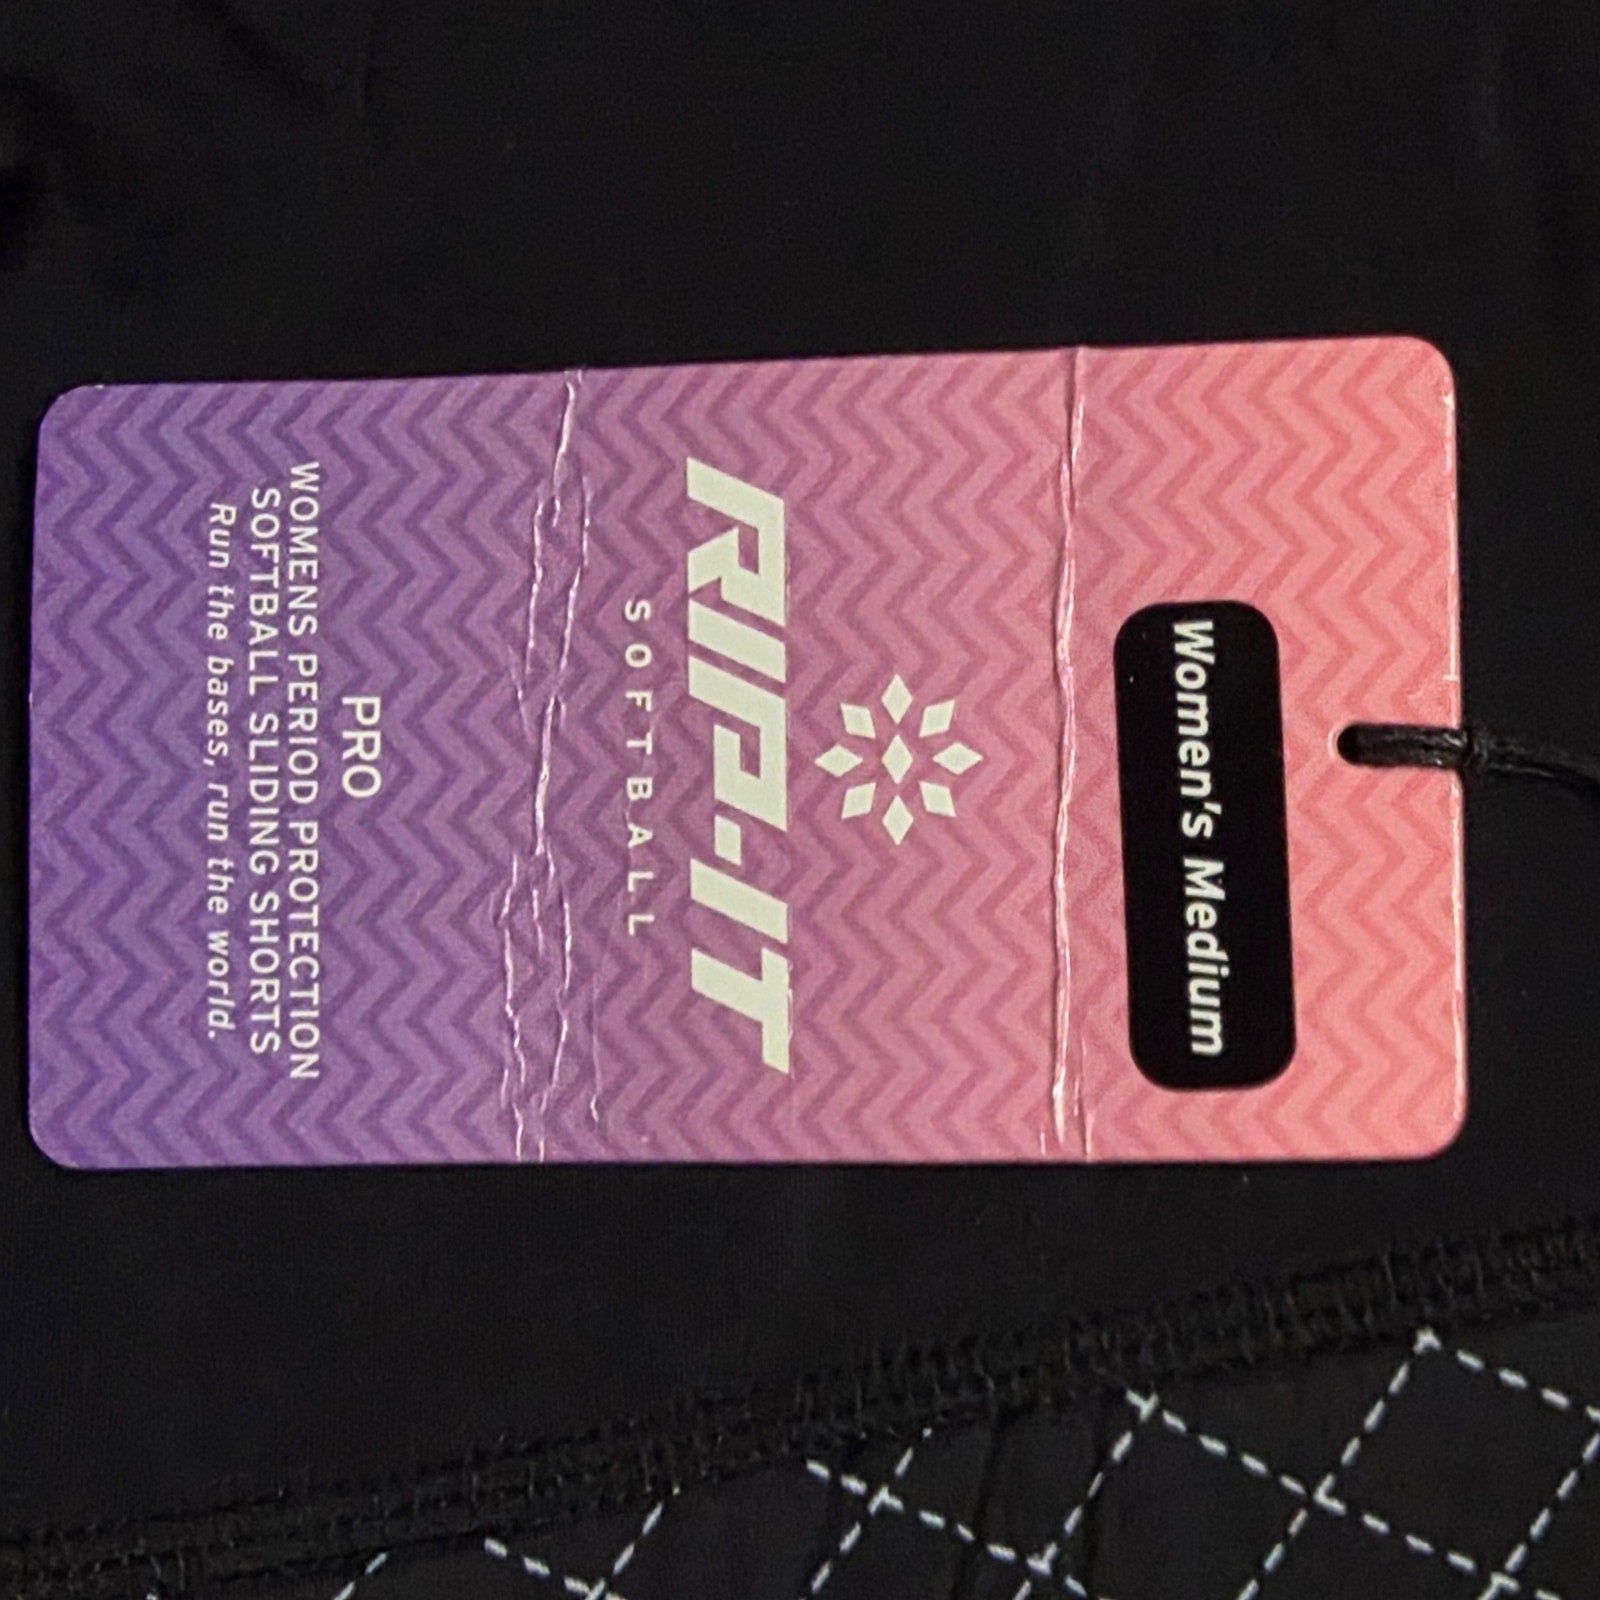 Women's Medium
RIP-IT
SOFTBALL
PRO
WOMENS PERIOD PROTECTION
SOFTBALL SLIDING SHORTS
Run the bases, run the world.